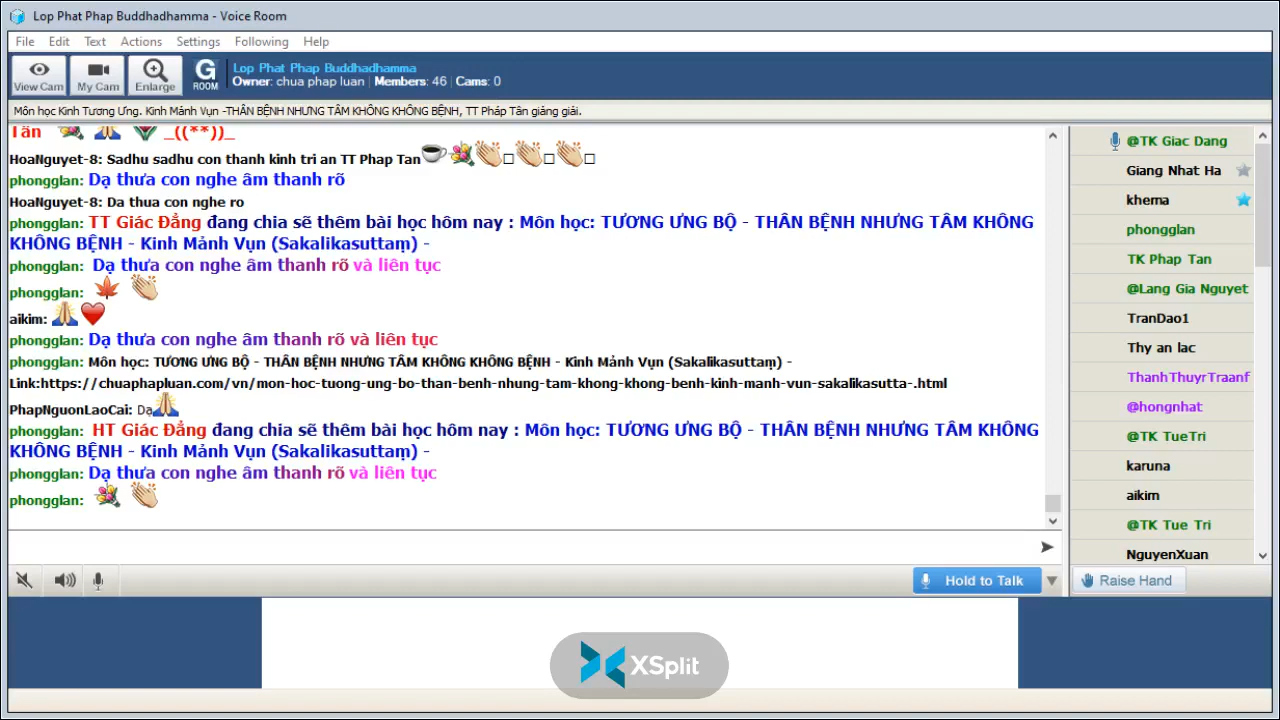 Lop Phat Phap Buddhadhamma - Voice Room
File Edit Text Actions Settings Following Help
View Cam My Cam Enlarge G ROOM
Lop Phat Phap Buddhadhamma
Owner: chua phap luan | Members: 46 | Cams: 0
Môn học Kinh Tương Ưng. Kinh Mảnh Vụn -THÂN BỆNH NHƯNG TÂM KHÔNG KHÔNG BỆNH, TT Pháp Tân giảng giải.
Tân _((**))_
HoaNguyet-8: Sadhu sadhu con thanh kinh tri an TT Phap Tan
phongglan: Dạ thưa con nghe âm thanh rõ
HoaNguyet-8: Da thua con nghe ro
phongglan: TT Giác Đẳng đang chia sẽ thêm bài học hôm nay : Môn học: TƯƠNG ƯNG BỘ - THÂN BỆNH NHƯNG TÂM KHÔNG
KHÔNG BỆNH - Kinh Mảnh Vụn (Sakalikasuttaṃ) -
phongglan: Dạ thưa con nghe âm thanh rõ và liên tục
phongglan:
aikim:
phongglan: Dạ thưa con nghe âm thanh rõ và liên tục
phongglan: Môn học: TƯƠNG ƯNG BỘ - THÂN BỆNH NHƯNG TÂM KHÔNG KHÔNG BỆNH - Kinh Mảnh Vụn (Sakalikasuttaṃ) -
Link:https://chuaphapluan.com/vn/mon-hoc-tuong-ung-bo-than-benh-nhung-tam-khong-khong-benh-kinh-manh-vun-sakalikasutta-.html
PhapNguonLaoCai: Dạ
phongglan: HT Giác Đẳng đang chia sẽ thêm bài học hôm nay : Môn học: TƯƠNG ƯNG BỘ - THÂN BỆNH NHƯNG TÂM KHÔNG
KHÔNG BỆNH - Kinh Mảnh Vụn (Sakalikasuttaṃ) -
phongglan: Dạ thưa con nghe âm thanh rõ và liên tục
phongglan:
@TK Giac Dang
Giang Nhat Ha
khema
phongglan
TK Phap Tan
@Lang Gia Nguyet
TranDao1
Thy an lac
ThanhThuyrTraanf
@hongnhat
@TK TueTri
karuna
aikim
@TK Tue Tri
NguyenXuan
Hold to Talk
Raise Hand
XSplit